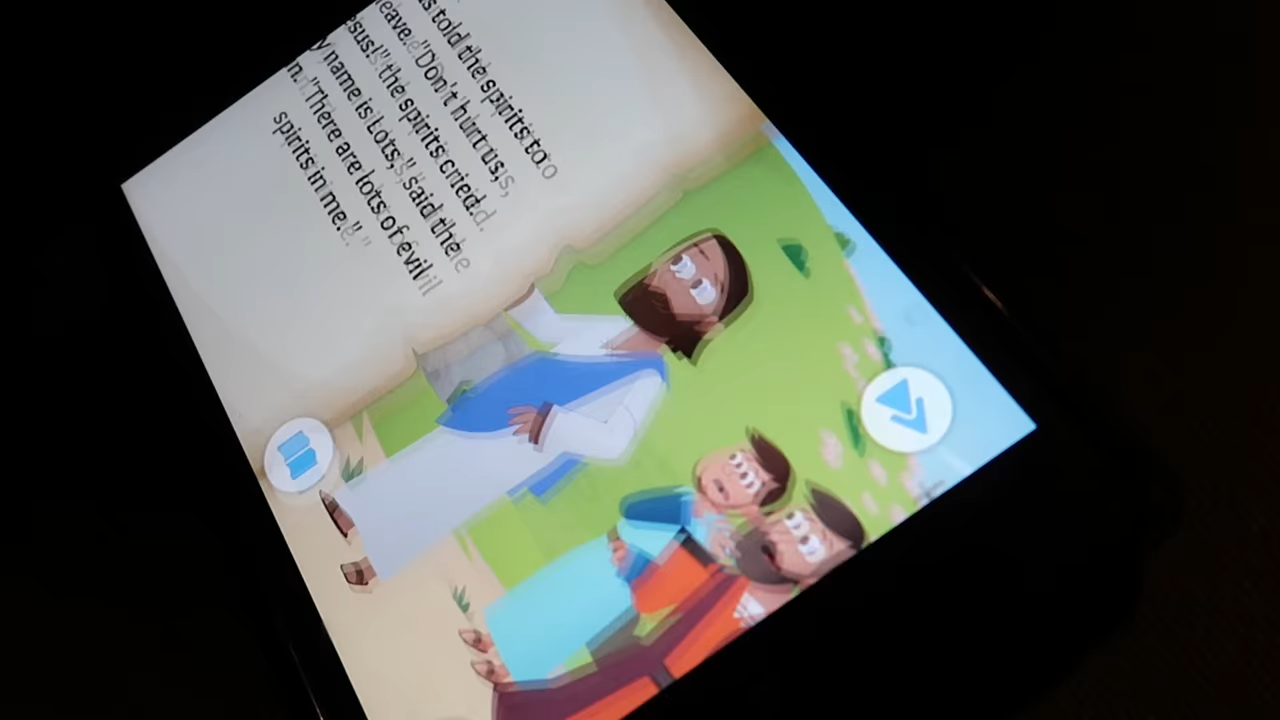 told the spirits to
leave. "Don't hurt us,
esus!" the spirits cried.
y name is Lots," said the
n. "There are lots of evil
spirits in me."